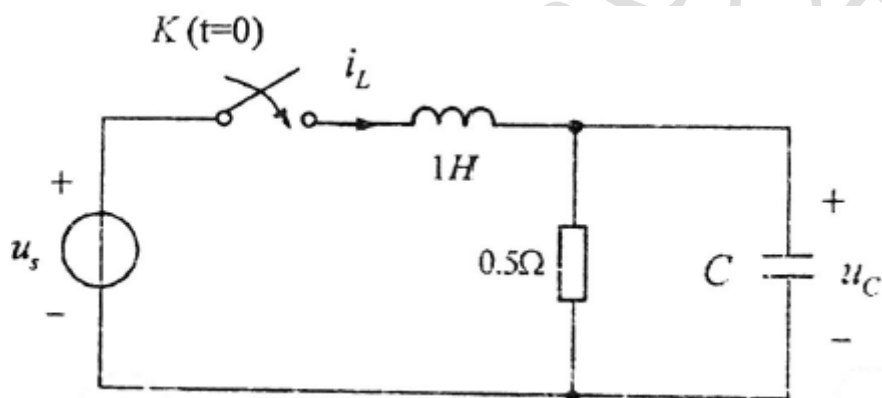 K (t=0)
i_L
1H
+
u_s
-
0.5Ω
C
+
u_C
-